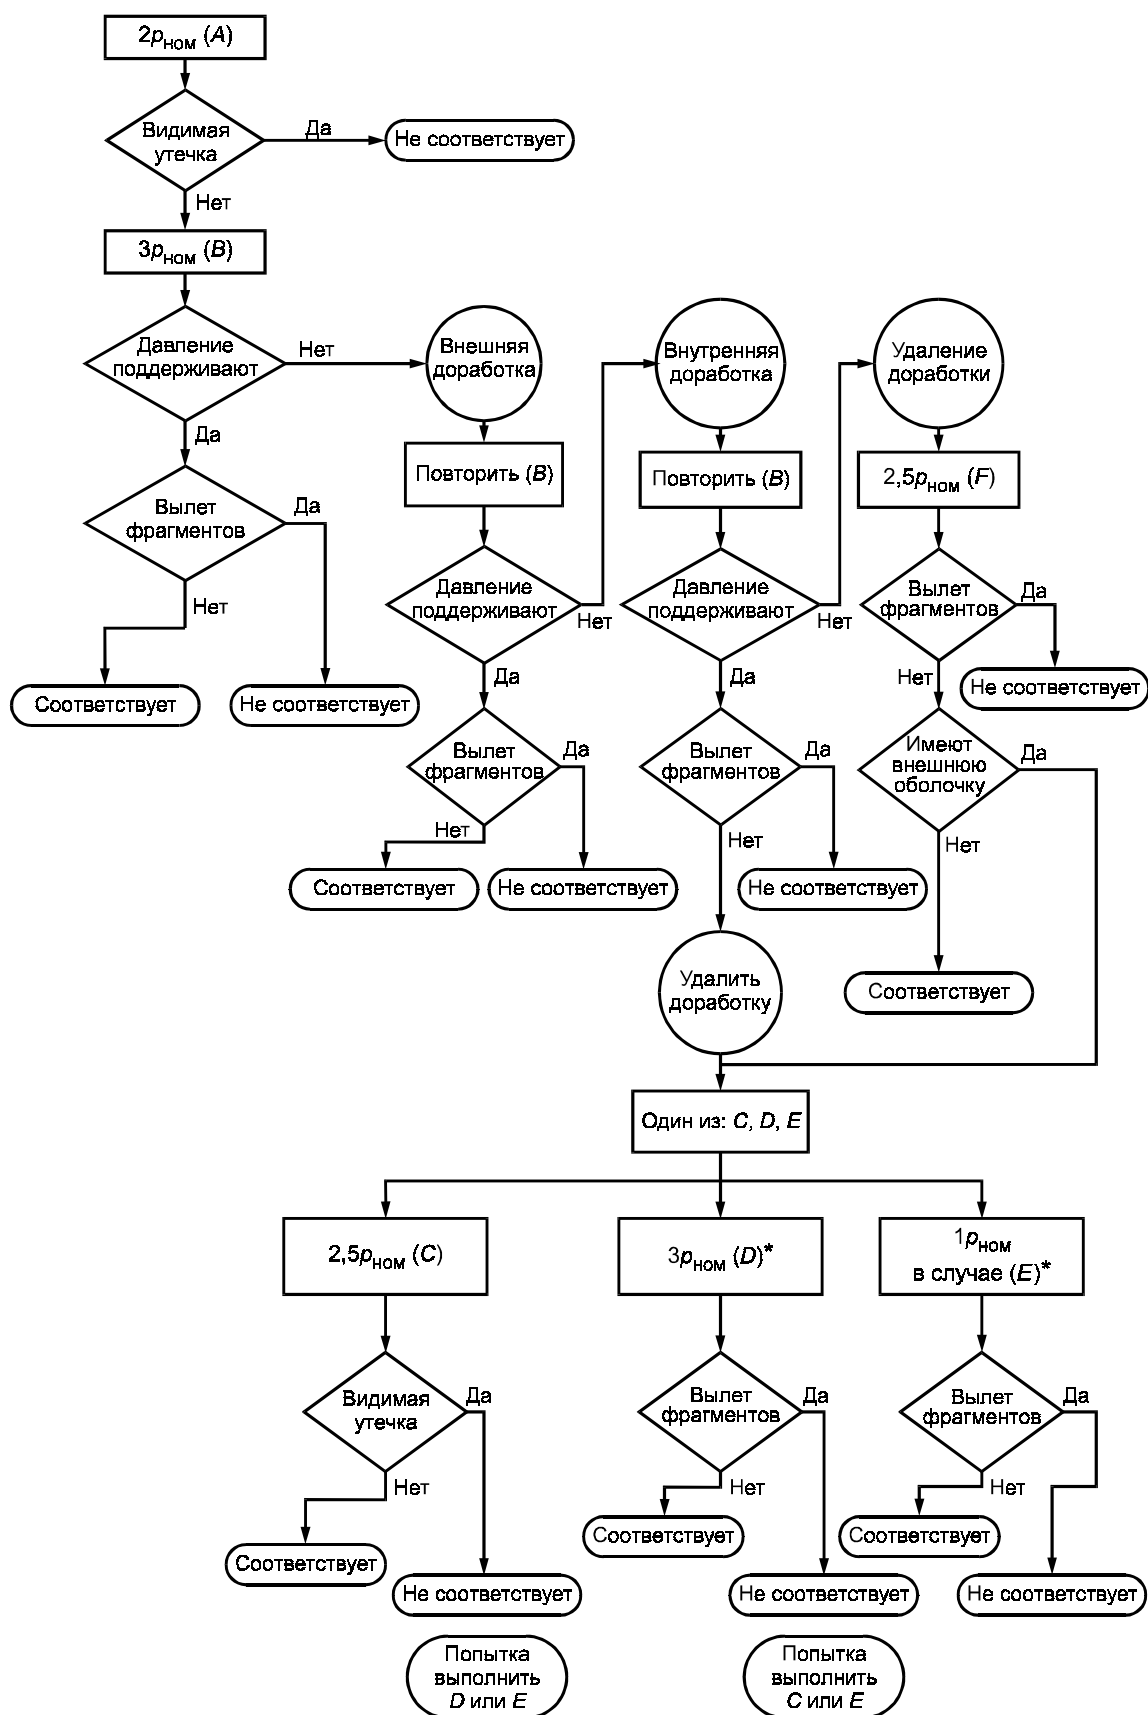 2pном (A)
Видимая
утечка
Да
Не соответствует
Нет
3pном (B)
Давление
поддерживают
Нет
Внешняя
доработка
Внутренняя
доработка
Удаление
доработки
Да
Повторить (B)
Повторить (B)
2,5pном (F)
Вылет
фрагментов
Да
Нет
Соответствует
Не соответствует
Давление
поддерживают
Нет
Давление
поддерживают
Нет
Вылет
фрагментов
Да
Не соответствует
Да
Да
Нет
Вылет
фрагментов
Да
Нет
Соответствует
Не соответствует
Вылет
фрагментов
Да
Нет
Не соответствует
Имеют
внешнюю
оболочку
Да
Нет
Соответствует
Удалить
доработку
Один из: C, D, E
2,5pном (C)
3pном (D)*
1pном
в случае (E)*
Видимая
утечка
Да
Нет
Соответствует
Не соответствует
Вылет
фрагментов
Да
Нет
Соответствует
Не соответствует
Вылет
фрагментов
Да
Нет
Соответствует
Не соответствует
Попытка
выполнить
D или E
Попытка
выполнить
C или E